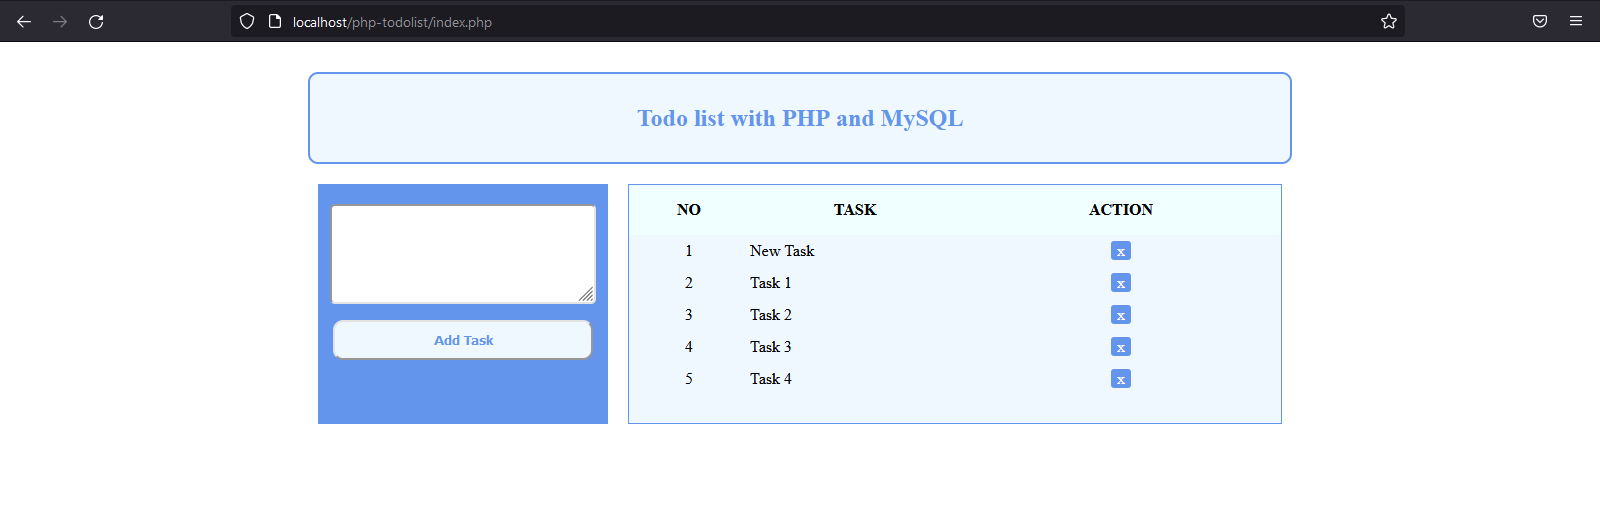 localhost/php-todolist/index.php
Todo list with PHP and MySQL
Add Task
NO TASK ACTION
1 New Task x
2 Task 1 x
3 Task 2 x
4 Task 3 x
5 Task 4 x